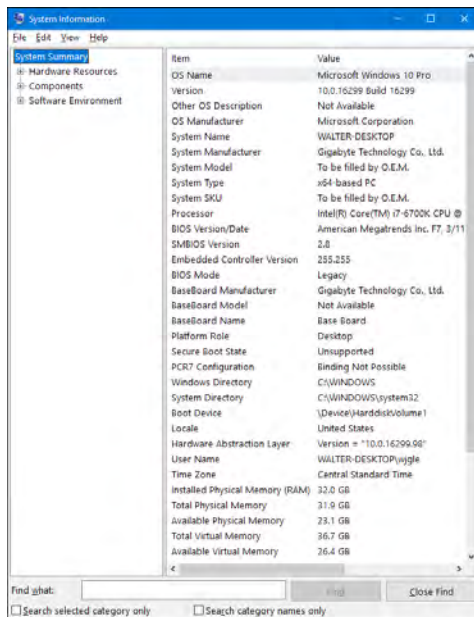 System Information
File Edit View Help
System Summary
Hardware Resources
Components
Software Environment
Item Value
OS Name Microsoft Windows 10 Pro
Version 10.0.16299 Build 16299
Other OS Description Not Available
OS Manufacturer Microsoft Corporation
System Name WALTER-DESKTOP
System Manufacturer Gigabyte Technology Co., Ltd.
System Model To be filled by O.E.M.
System Type x64-based PC
System SKU To be filled by O.E.M.
Processor Intel(R) Core(TM) i7-6700K CPU @
BIOS Version/Date American Megatrends Inc. F7, 3/11
SMBIOS Version 2.8
Embedded Controller Version 255.255
BIOS Mode Legacy
BaseBoard Manufacturer Gigabyte Technology Co., Ltd.
BaseBoard Model Not Available
BaseBoard Name Base Board
Platform Role Desktop
Secure Boot State Unsupported
PCR7 Configuration Binding Not Possible
Windows Directory C:\WINDOWS
System Directory C:\WINDOWS\system32
Boot Device \Device\HarddiskVolume1
Locale United States
Hardware Abstraction Layer Version = "10.0.16299.98"
User Name WALTER-DESKTOP\wjgle
Time Zone Central Standard Time
Installed Physical Memory (RAM) 32.0 GB
Total Physical Memory 31.9 GB
Available Physical Memory 23.1 GB
Total Virtual Memory 36.7 GB
Available Virtual Memory 26.4 GB
Find what: Find Close Find
Search selected category only Search category names only